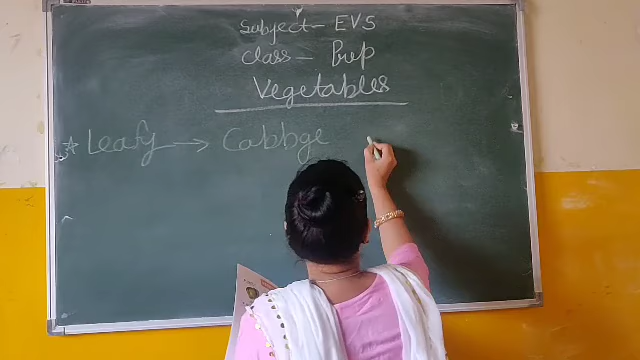 Subject- EVS
class- Prep
Vegetables
* Leafy → Cabbge